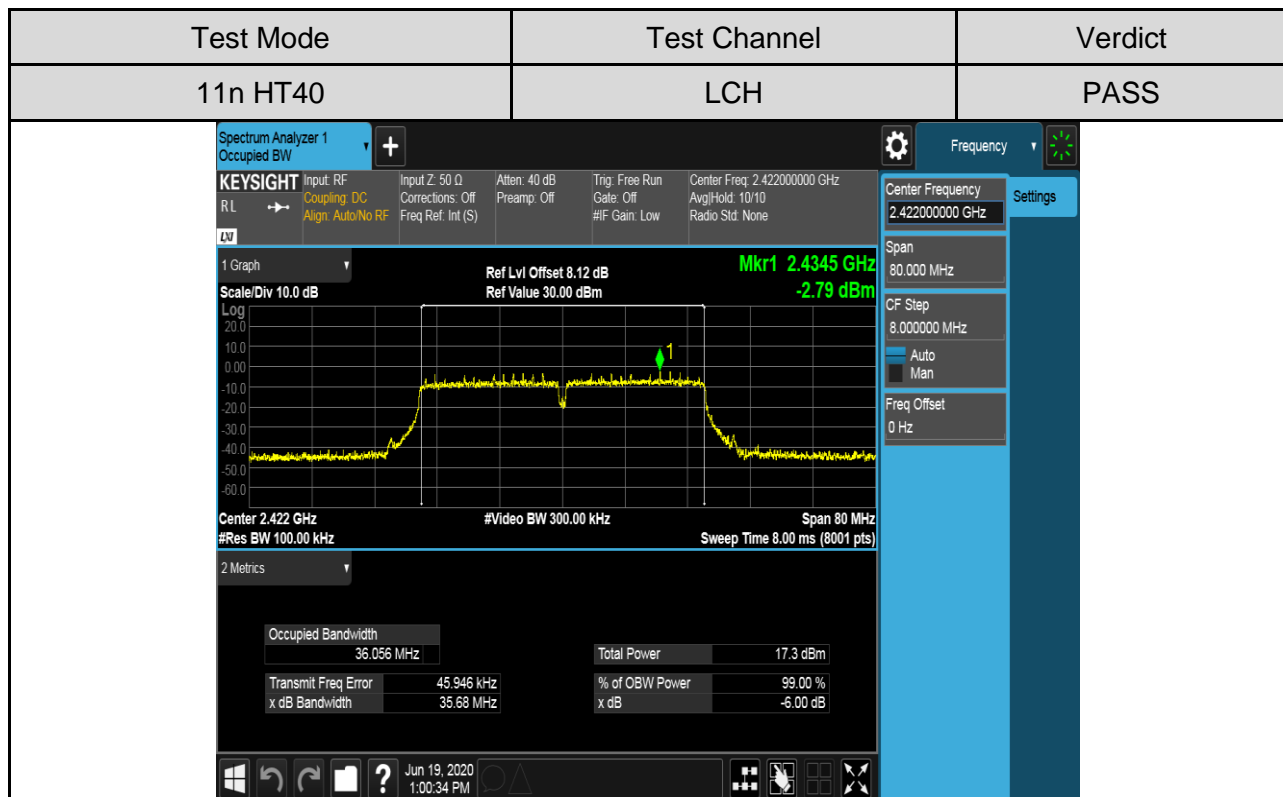 Test Mode Test Channel Verdict
11n HT40 LCH PASS
Spectrum Analyzer 1
Occupied BW
+
Frequency
KEYSIGHT Input: RF Input Z: 50 Ω Atten: 40 dB Trig: Free Run Center Freq: 2.422000000 GHz
R L Coupling: DC Corrections: Off Preamp: Off Gate: Off Avg|Hold: 10/10
Align: Auto/No RF Freq Ref: Int (S) #IF Gain: Low Radio Std: None
LXI
Center Frequency
2.422000000 GHz
Settings
Span
80.000 MHz
CF Step
8.000000 MHz
Auto
Man
Freq Offset
0 Hz
1 Graph Ref Lvl Offset 8.12 dB Mkr1 2.4345 GHz
Scale/Div 10.0 dB Ref Value 30.00 dBm -2.79 dBm
Log
20.0
10.0
0.00
-10.0
-20.0
-30.0
-40.0
-50.0
-60.0
1
Center 2.422 GHz #Video BW 300.00 kHz Span 80 MHz
#Res BW 100.00 kHz Sweep Time 8.00 ms (8001 pts)
2 Metrics
Occupied Bandwidth
36.056 MHz Total Power 17.3 dBm
Transmit Freq Error 45.946 kHz % of OBW Power 99.00 %
x dB Bandwidth 35.68 MHz x dB -6.00 dB
? Jun 19, 2020
1:00:34 PM